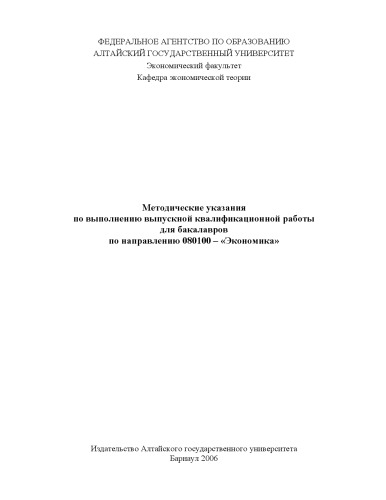 ФЕДЕРАЛЬНОЕ АГЕНТСТВО ПО ОБРАЗОВАНИЮ
АЛТАЙСКИЙ ГОСУДАРСТВЕННЫЙ УНИВЕРСИТЕТ
Экономический факультет
Кафедра экономической теории
Методические указания
по выполнению выпускной квалификационной работы
для бакалавров
по направлению 080100 – «Экономика»
Издательство Алтайского государственного университета
Барнаул 2006